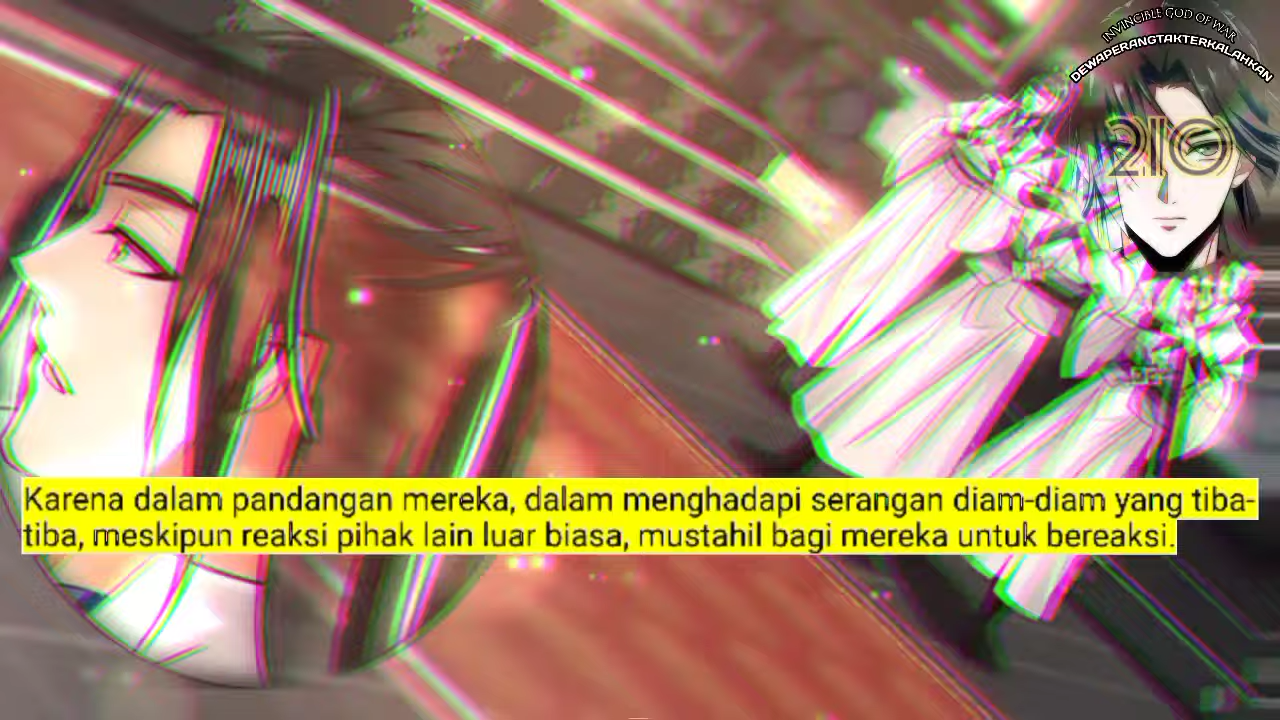 INVINCIBLE GOD OF WAR
DEWAPERANGTAKTERKALAHKAN
210
Karena dalam pandangan mereka, dalam menghadapi serangan diam-diam yang tiba-
tiba, meskipun reaksi pihak lain luar biasa, mustahil bagi mereka untuk bereaksi.